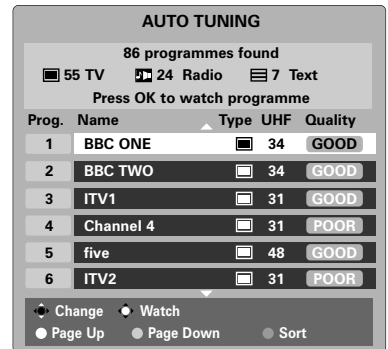 AUTO TUNING
86 programmes found
55 TV 24 Radio 7 Text
Press OK to watch programme
Prog. Name Type UHF Quality
1 BBC ONE 34 GOOD
2 BBC TWO 34 GOOD
3 ITV1 31 GOOD
4 Channel 4 31 POOR
5 five 48 GOOD
6 ITV2 31 POOR
Change Watch
Page Up Page Down Sort